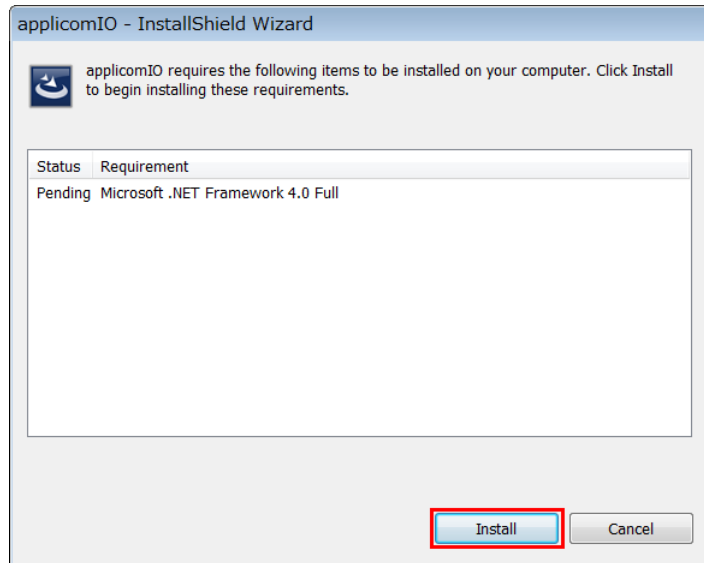 applicomIO - InstallShield Wizard
applicomIO requires the following items to be installed on your computer. Click Install
to begin installing these requirements.
Status Requirement
Pending Microsoft .NET Framework 4.0 Full
Install Cancel